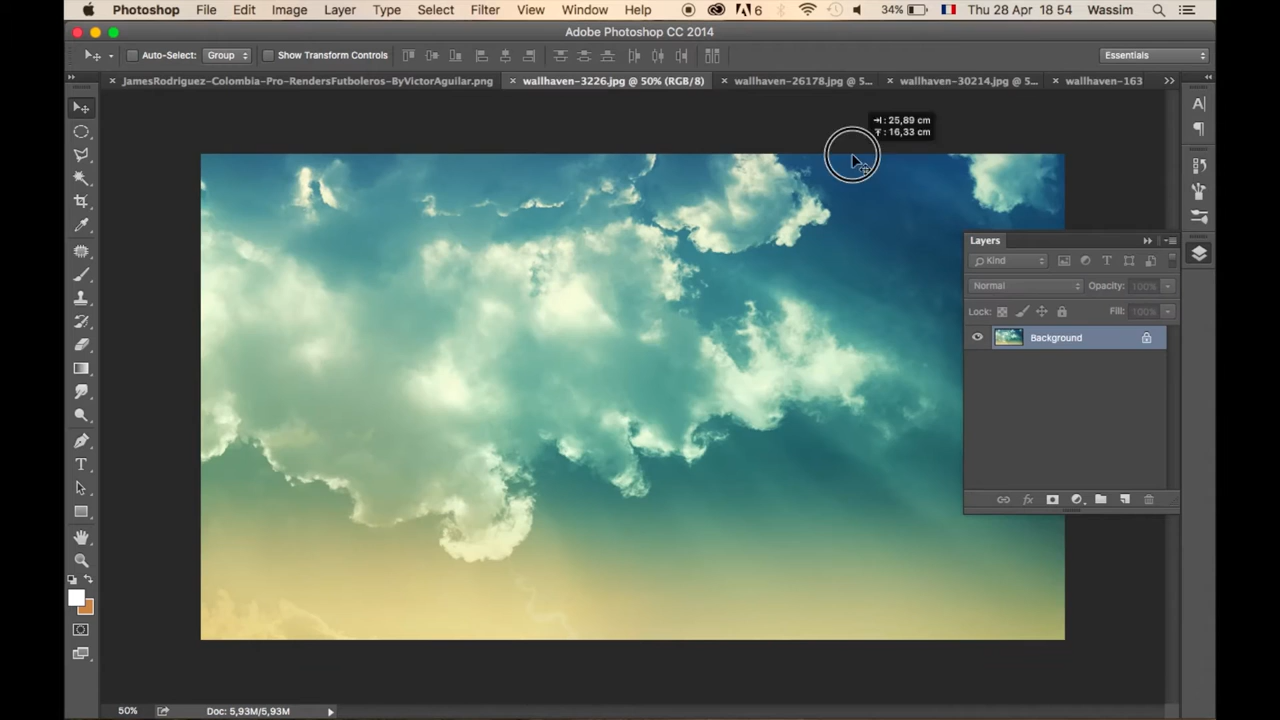 Photoshop File Edit Image Layer Type Select Filter View Window Help 6 34% Thu 28 Apr 18 54 Wassim
Adobe Photoshop CC 2014
Auto-Select: Group Show Transform Controls Essentials
JamesRodriguez-Colombia-Pro-RendersFutboleros-ByVictorAguilar.png wallhaven-3226.jpg @ 50% (RGB/8) wallhaven-26178.jpg @ 5... wallhaven-30214.jpg @ 5... wallhaven-163
: 25,89 cm
: 16,33 cm
Layers
Kind
Normal Opacity: 100%
Lock: Fill: 100%
Background
fx
50% Doc: 5,93M/5,93M